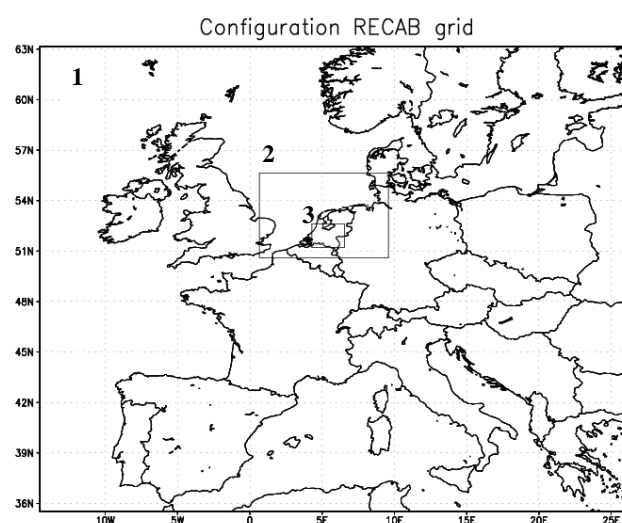 Configuration RECAB grid
63N
1
60N
57N
2
54N
3
51N
48N
45N
42N
39N
36N
10W 5W 0 5E 10E 15E 20E 25E